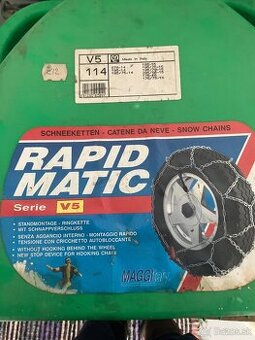 V5
Made in Italy
114
SCHNEEKETTEN - CATENE DA NEVE - SNOW CHAINS
RAPID
MATIC
Serie V5
- STANDMONTAGE - RINGKETTE
MIT SCHNAPPVERSCHLUSS
- SENZA AGGANCIO INTERNO - MONTAGGIO RAPIDO
- TENSIONE CON CRICCHETTO AUTOBLOCCANTE
- WITHOUT HOOKING BEHIND THE WHEEL
- NEW STOP DEVICE FOR HOOKING CHAIN
MAGGI